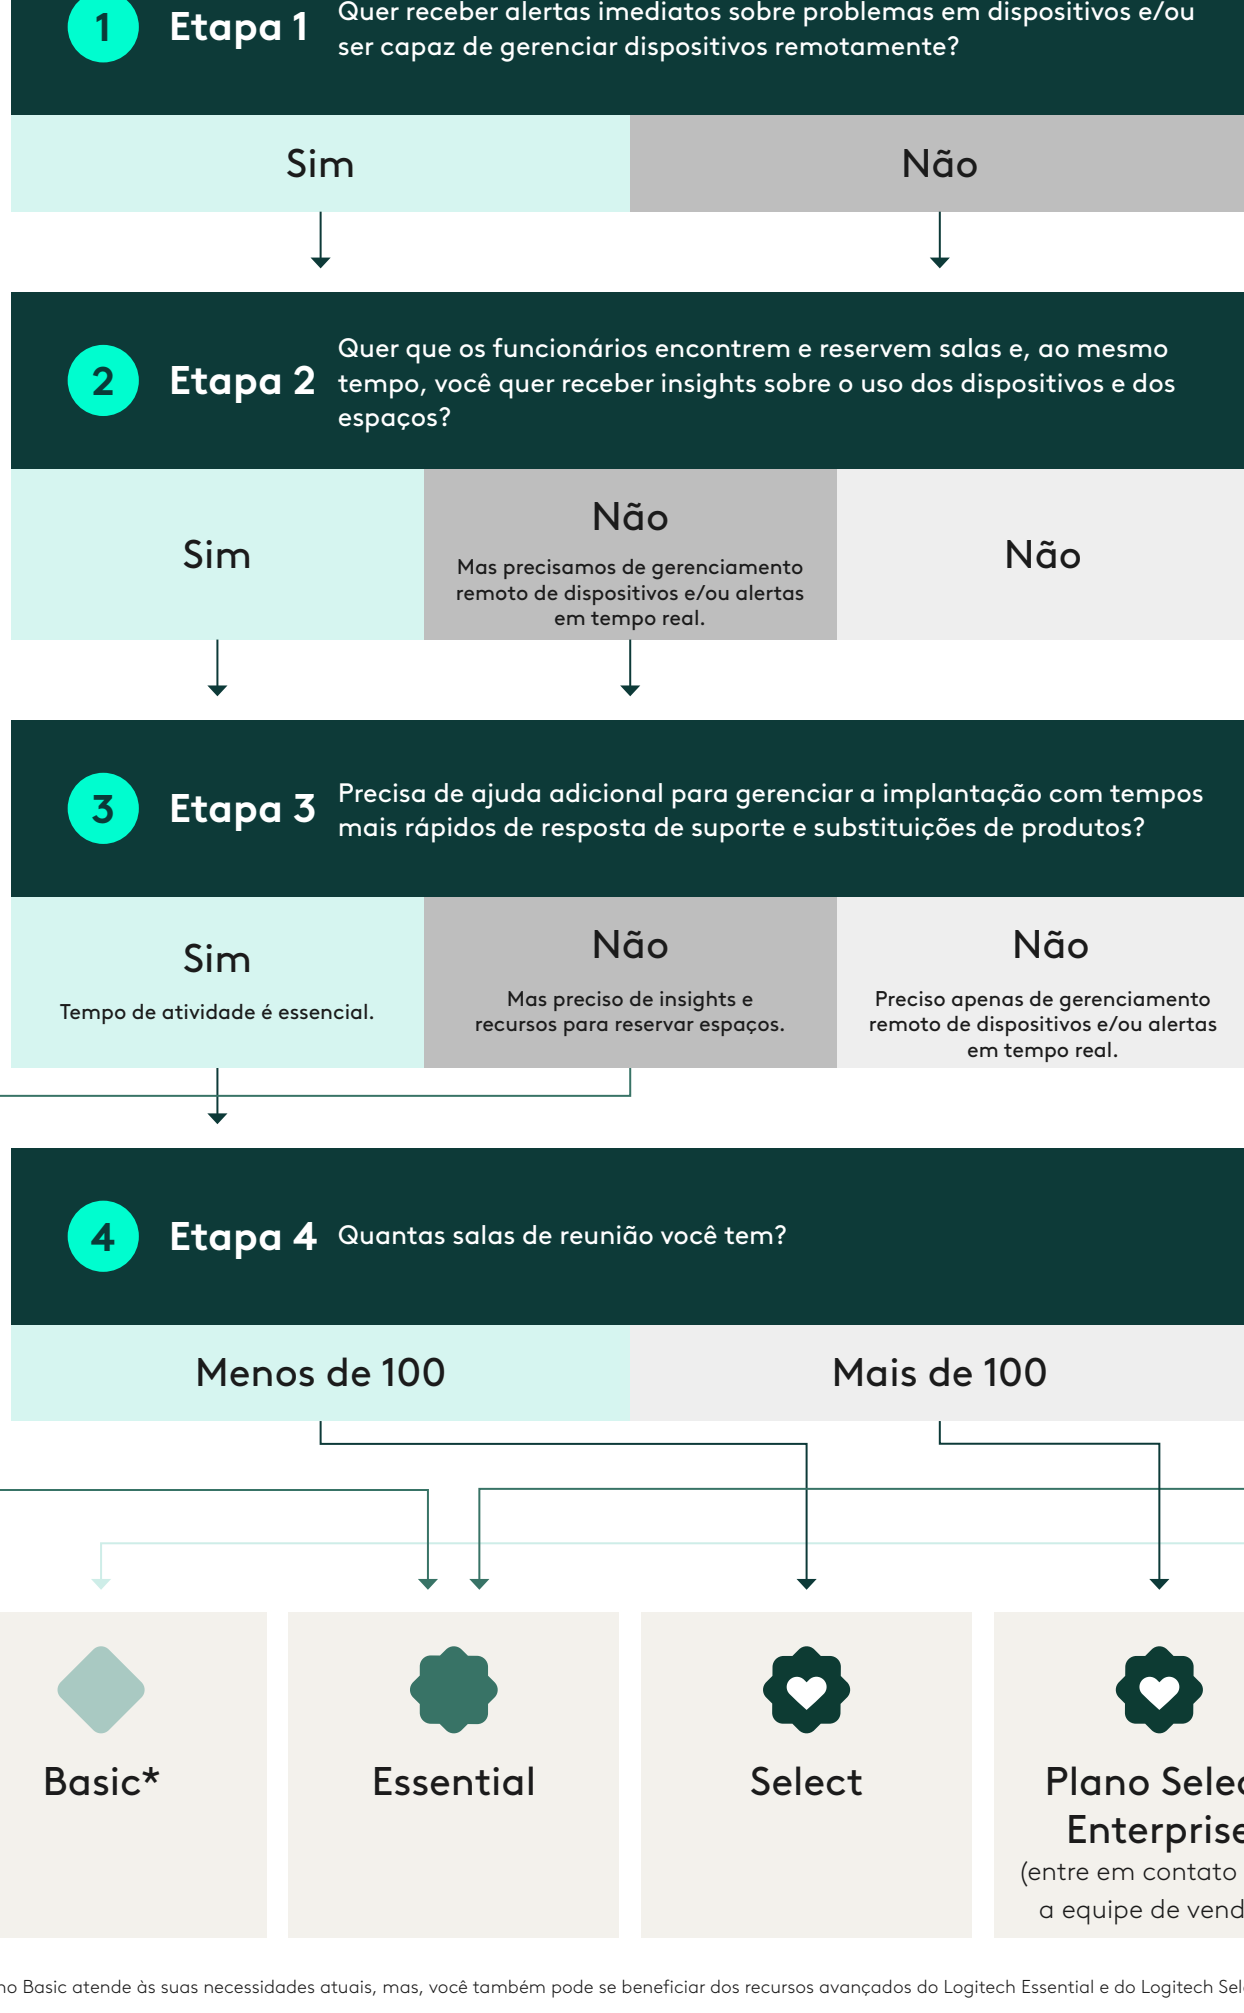 1
Etapa 1
Quer receber alertas imediatos sobre problemas em dispositivos e/ou
ser capaz de gerenciar dispositivos remotamente?
Sim
Não
2
Etapa 2
Quer que os funcionários encontrem e reservem salas e, ao mesmo
tempo, você quer receber insights sobre o uso dos dispositivos e dos
espaços?
Sim
Não
Mas precisamos de gerenciamento
remoto de dispositivos e/ou alertas
em tempo real.
Não
3
Etapa 3
Precisa de ajuda adicional para gerenciar a implantação com tempos
mais rápidos de resposta de suporte e substituições de produtos?
Sim
Tempo de atividade é essencial.
Não
Mas preciso de insights e
recursos para reservar espaços.
Não
Preciso apenas de gerenciamento
remoto de dispositivos e/ou alertas
em tempo real.
4
Etapa 4
Quantas salas de reunião você tem?
Menos de 100
Mais de 100
Basic*
Essential
Select
Plano
Enterprise
(entre em contato
a equipe de
Basic atende às suas necessidades atuais, mas, você também pode se beneficiar dos recursos avançados do Logitech Essential e do Logitech